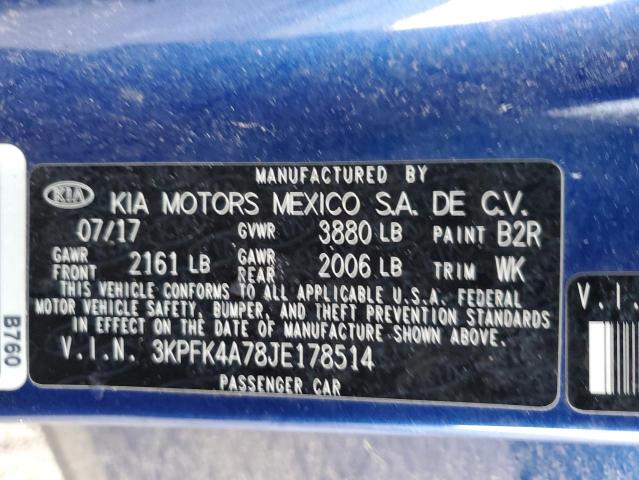 MANUFACTURED BY
KIA KIA MOTORS MEXICO S.A. DE C.V.
07/17 GVWR 3880 LB PAINT B2R
GAWR FRONT 2161 LB GAWR REAR 2006 LB TRIM WK
THIS VEHICLE CONFORMS TO ALL APPLICABLE U.S.A. FEDERAL
MOTOR VEHICLE SAFETY, BUMPER, AND THEFT PREVENTION STANDARDS
IN EFFECT ON THE DATE OF MANUFACTURE SHOWN ABOVE.
V.I.N. 3KPFK4A78JE178514
PASSENGER CAR
B760
V.I.